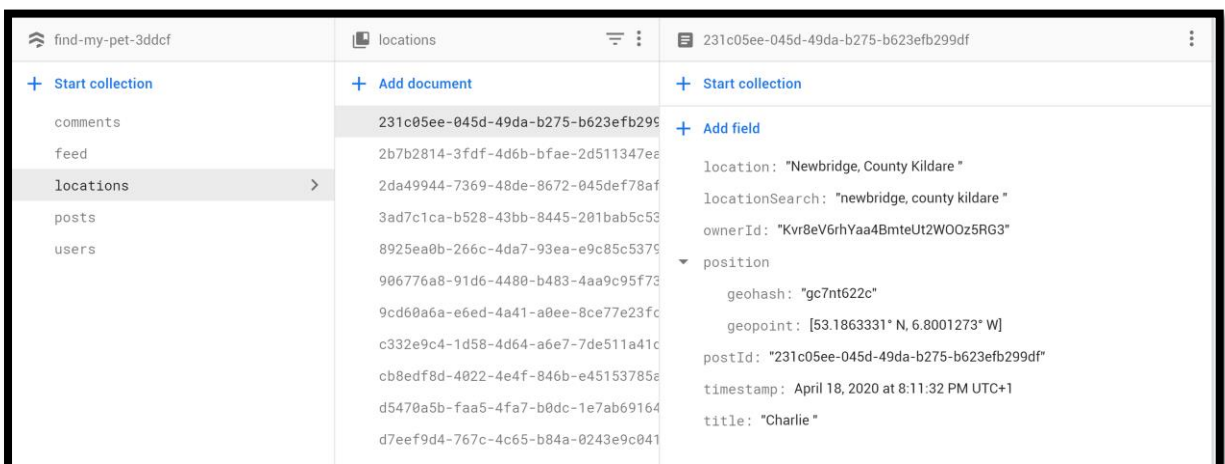 find-my-pet-3ddcf
Start collection
comments
feed
locations
posts
users
locations
Add document
231c05ee-045d-49da-b275-b623efb299
2b7b2814-3fdf-4d6b-bfae-2d511347ea
2da49944-7369-48de-8672-045def78af
3ad7c1ca-b528-43bb-8445-201bab5c53
8925ea0b-266c-4da7-93ea-e9c85c5379
906776a8-91d6-4480-b483-4aa9c95f73
9cd60a6a-e6ed-4a41-a0ee-8ce77e23fc
c332e9c4-1d58-4d64-a6e7-7de511a41c
cb8edf8d-4022-4e4f-846b-e45153785a
d5470a5b-faa5-4fa7-b0dc-1e7ab69164
d7eef9d4-767c-4c65-b84a-0243e9c041
231c05ee-045d-49da-b275-b623efb299df
Start collection
Add field
location: "Newbridge, County Kildare "
locationSearch: "newbridge, county kildare "
ownerId: "Kvr8eV6rhYaa4BmteUt2WOOz5RG3"
position
geohash: "gc7nt622c"
geopoint: [53.1863331° N, 6.8001273° W]
postId: "231c05ee-045d-49da-b275-b623efb299df"
timestamp: April 18, 2020 at 8:11:32 PM UTC+1
title: "Charlie "